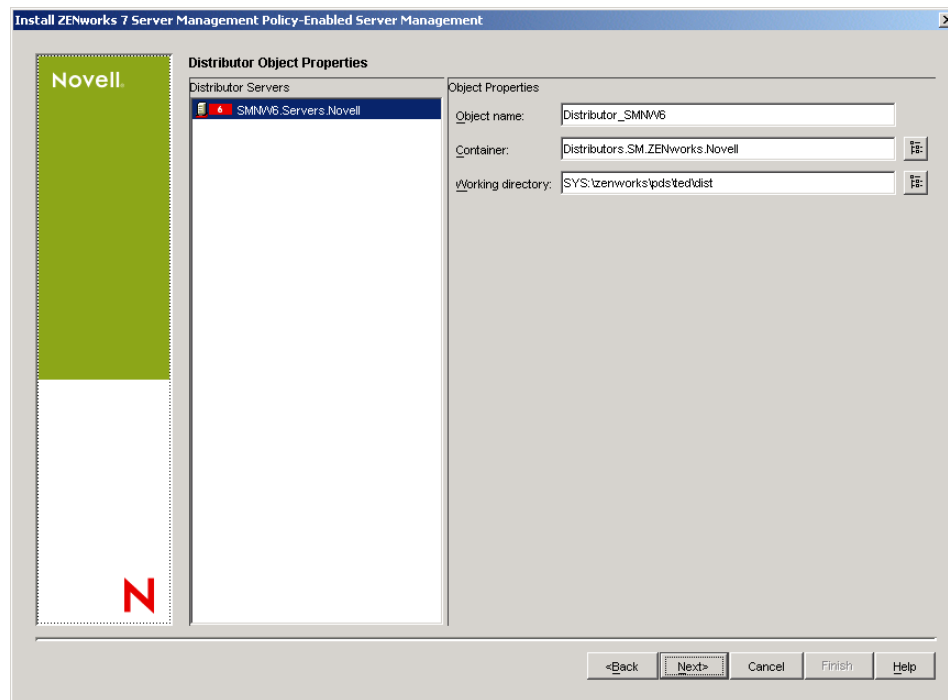 Install ZENworks 7 Server Management Policy-Enabled Server Management
Novell.
Distributor Object Properties
Distributor Servers
6 SMNW6.Servers.Novell
Object Properties
Object name: Distributor_SMNW6
Container: Distributors.SM.ZENworks.Novell
Working directory: SYS:\zenworks\pds\ted\dist
N
<Back Next> Cancel Finish Help